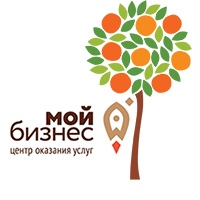 мой
бизнес
центр оказания услуг